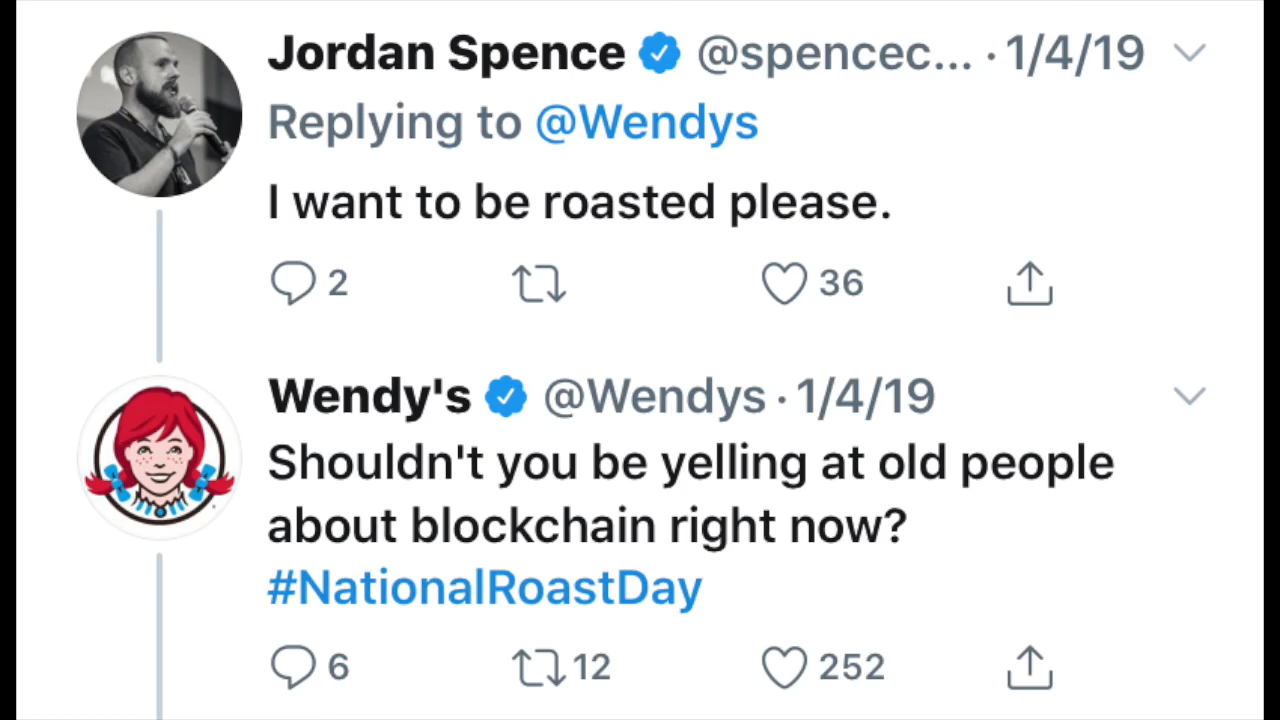 Jordan Spence @spencec... · 1/4/19
Replying to @Wendys
I want to be roasted please.
2 36
Wendy's @Wendys · 1/4/19
Shouldn't you be yelling at old people
about blockchain right now?
#NationalRoastDay
6 12 252